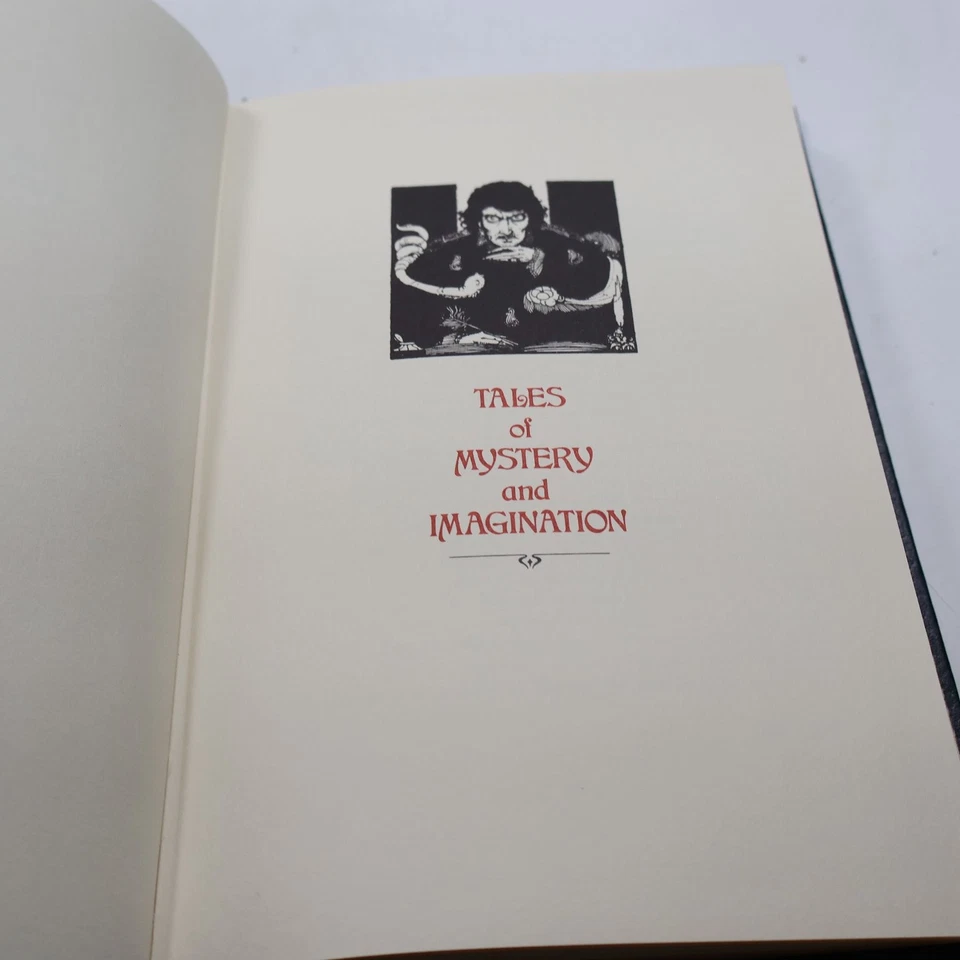 TALES
of
MYSTERY
and
IMAGINATION